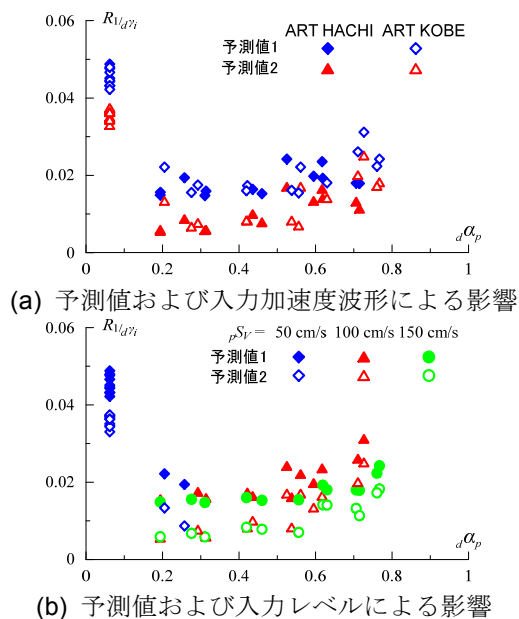 R1/dγi
ART HACHI ART KOBE
予測値1
予測値2
0.06
0.04
0.02
0
0 0.2 0.4 0.6 0.8 1
dαp
(a) 予測値および入力加速度波形による影響
R1/dγi
pSV = 50 cm/s 100 cm/s 150 cm/s
予測値1
予測値2
0.06
0.04
0.02
0
0 0.2 0.4 0.6 0.8 1
dαp
(b) 予測値および入力レベルによる影響